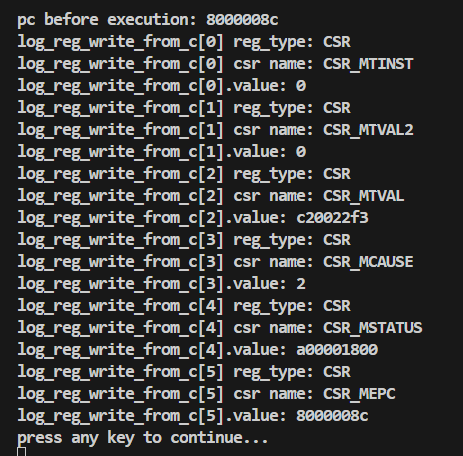 pc before execution: 8000008c
log_reg_write_from_c[0] reg_type: CSR
log_reg_write_from_c[0] csr name: CSR_MTINST
log_reg_write_from_c[0].value: 0
log_reg_write_from_c[1] reg_type: CSR
log_reg_write_from_c[1] csr name: CSR_MTVAL2
log_reg_write_from_c[1].value: 0
log_reg_write_from_c[2] reg_type: CSR
log_reg_write_from_c[2] csr name: CSR_MTVAL
log_reg_write_from_c[2].value: c20022f3
log_reg_write_from_c[3] reg_type: CSR
log_reg_write_from_c[3] csr name: CSR_MCAUSE
log_reg_write_from_c[3].value: 2
log_reg_write_from_c[4] reg_type: CSR
log_reg_write_from_c[4] csr name: CSR_MSTATUS
log_reg_write_from_c[4].value: a00001800
log_reg_write_from_c[5] reg_type: CSR
log_reg_write_from_c[5] csr name: CSR_MEPC
log_reg_write_from_c[5].value: 8000008c
press any key to continue...